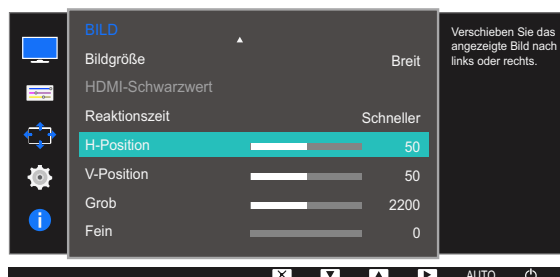 BILD
Bildgröße Breit
HDMI-Schwarzwert
Reaktionszeit Schneller
H-Position 50
V-Position 50
Grob 2200
Fein 0
Verschieben Sie das
angezeigte Bild nach
links oder rechts.
AUTO